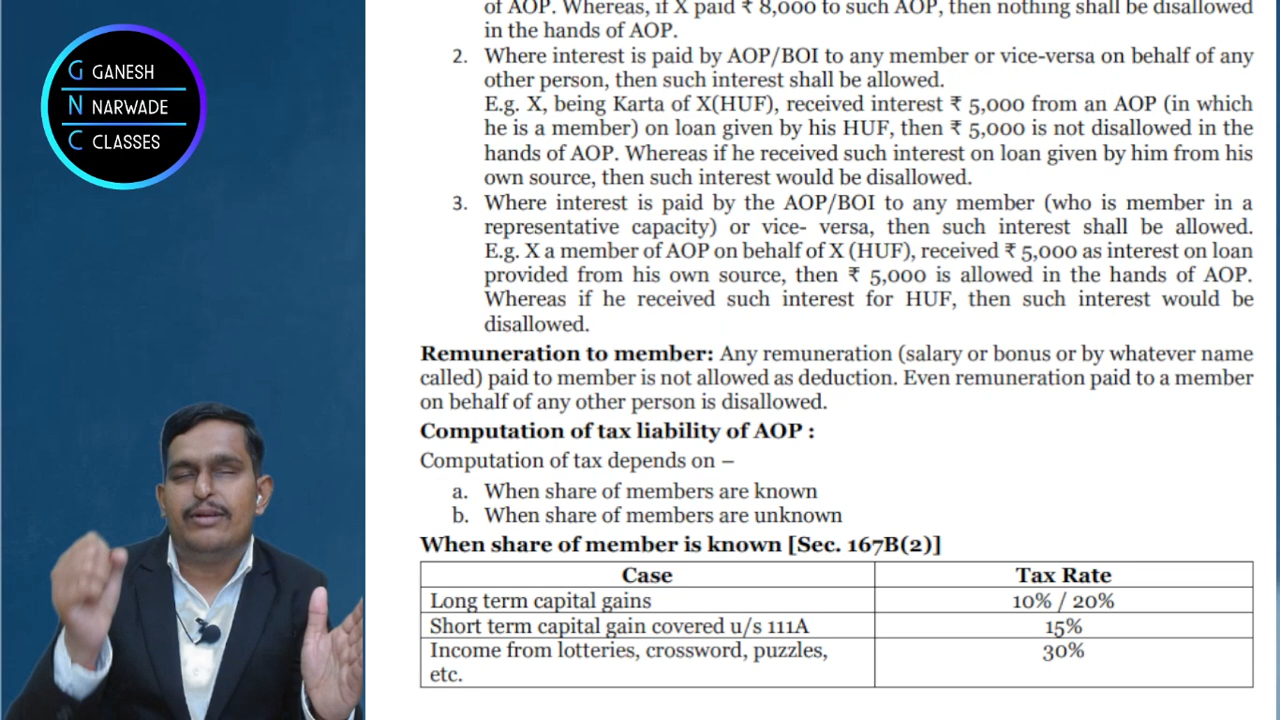 G GANESH
N NARWADE
C CLASSES
of AOP. Whereas, if X paid ₹ 8,000 to such AOP, then nothing shall be disallowed
in the hands of AOP.
2. Where interest is paid by AOP/BOI to any member or vice-versa on behalf of any
other person, then such interest shall be allowed.
E.g. X, being Karta of X(HUF), received interest ₹ 5,000 from an AOP (in which
he is a member) on loan given by his HUF, then ₹ 5,000 is not disallowed in the
hands of AOP. Whereas if he received such interest on loan given by him from his
own source, then such interest would be disallowed.
3. Where interest is paid by the AOP/BOI to any member (who is member in a
representative capacity) or vice- versa, then such interest shall be allowed.
E.g. X a member of AOP on behalf of X (HUF), received ₹ 5,000 as interest on loan
provided from his own source, then ₹ 5,000 is allowed in the hands of AOP.
Whereas if he received such interest for HUF, then such interest would be
disallowed.
Remuneration to member: Any remuneration (salary or bonus or by whatever name
called) paid to member is not allowed as deduction. Even remuneration paid to a member
on behalf of any other person is disallowed.
Computation of tax liability of AOP :
Computation of tax depends on –
a. When share of members are known
b. When share of members are unknown
When share of member is known [Sec. 167B(2)]
Case Tax Rate
Long term capital gains 10% / 20%
Short term capital gain covered u/s 111A 15%
Income from lotteries, crossword, puzzles, 30%
etc.